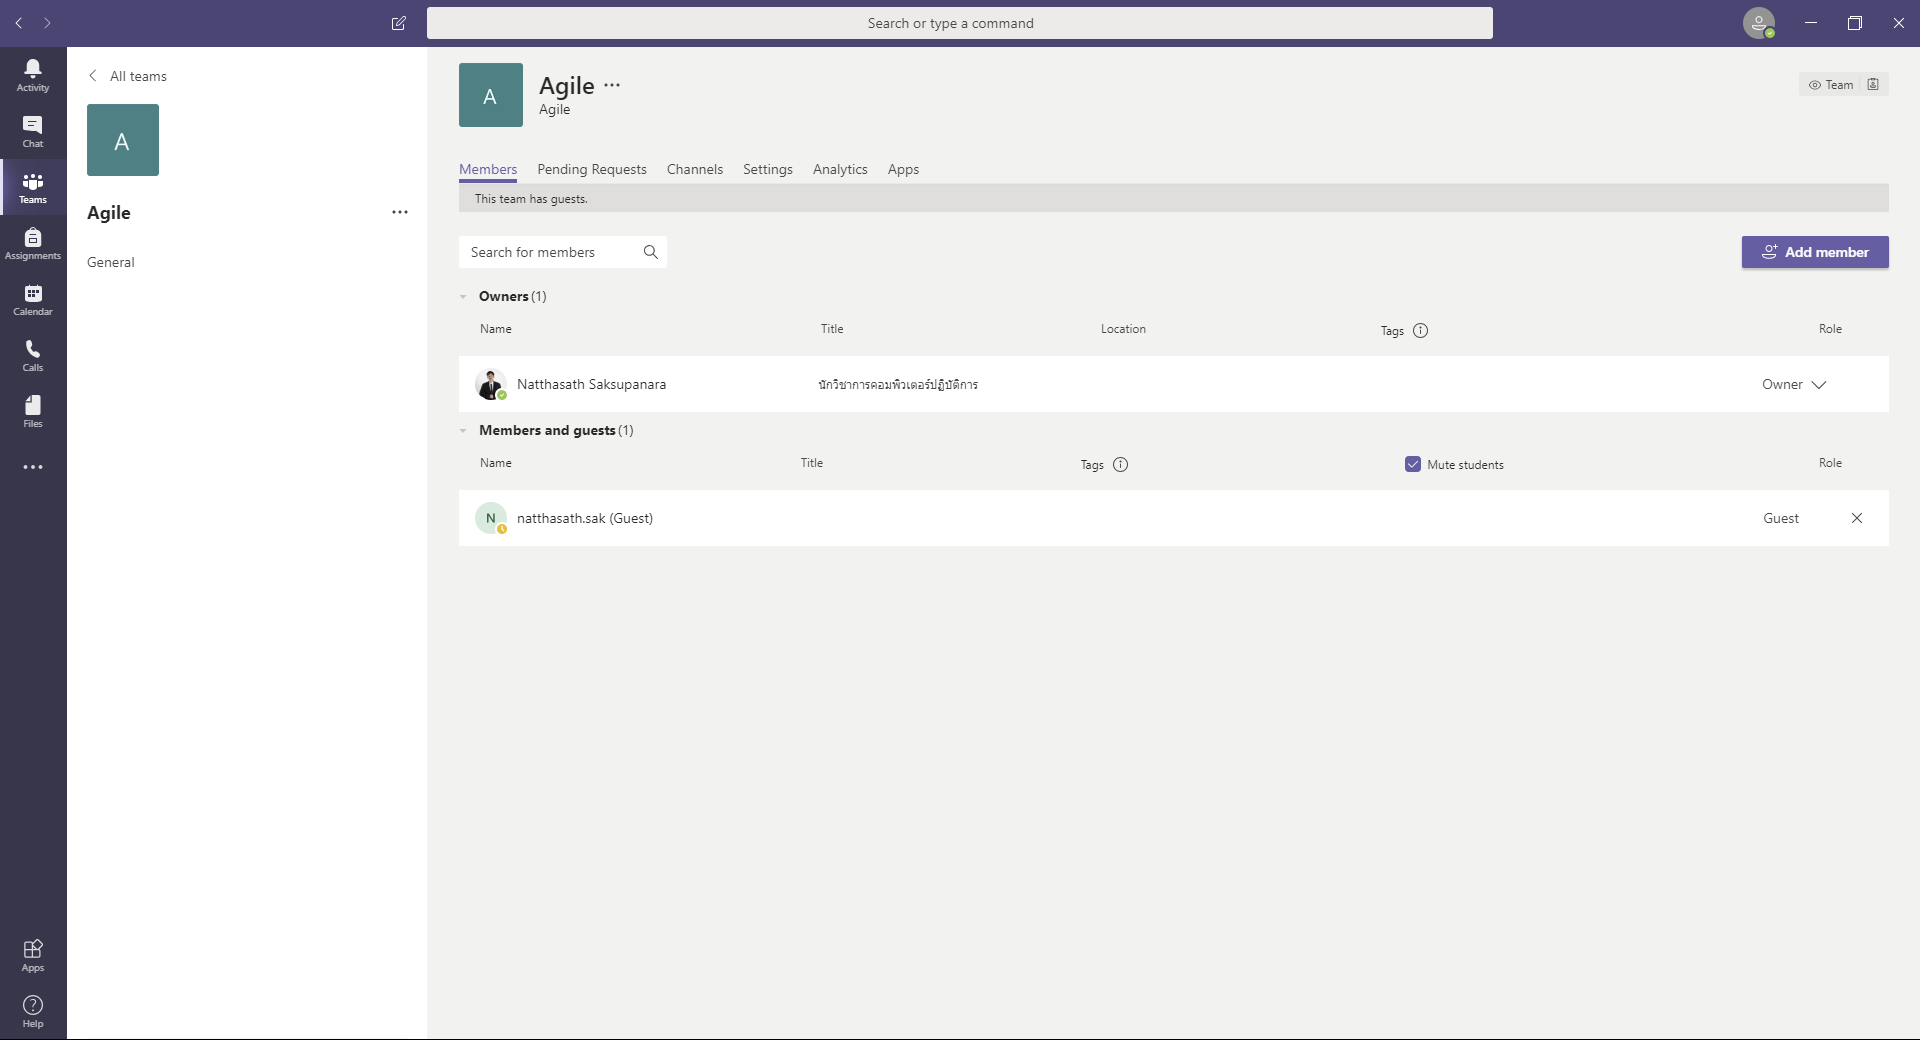 Search or type a command
Activity
Chat
Teams
Assignments
Calendar
Calls
Files
Apps
Help
All teams
A
Agile
General
A
Agile
Agile
Team
Members Pending Requests Channels Settings Analytics Apps
This team has guests.
Search for members
Add member
Owners (1)
Name Title Location Tags Role
Natthasath Saksupanara นักวิชาการคอมพิวเตอร์ปฏิบัติการ Owner
Members and guests (1)
Name Title Tags Mute students Role
N natthasath.sak (Guest) Guest